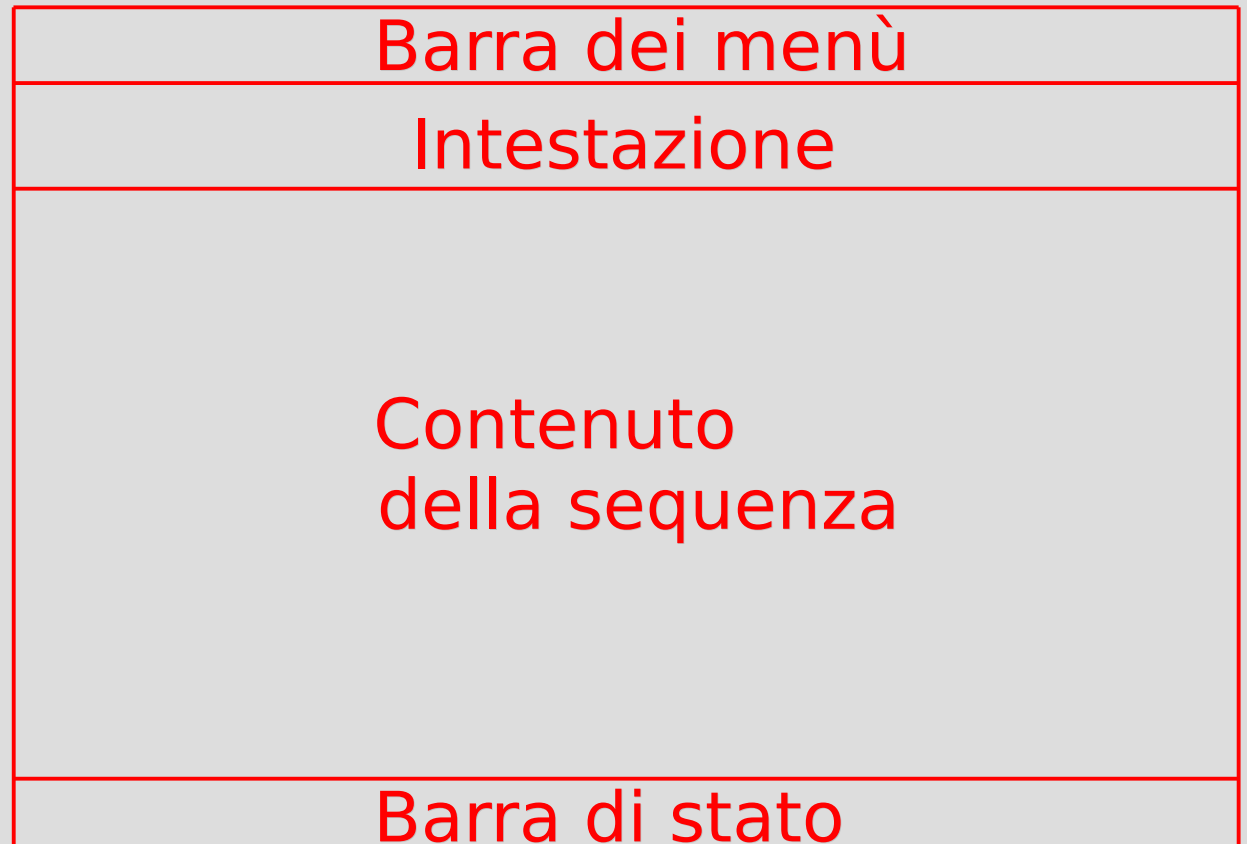 Barra dei menù
Intestazione
Contenuto
della sequenza
Barra di stato